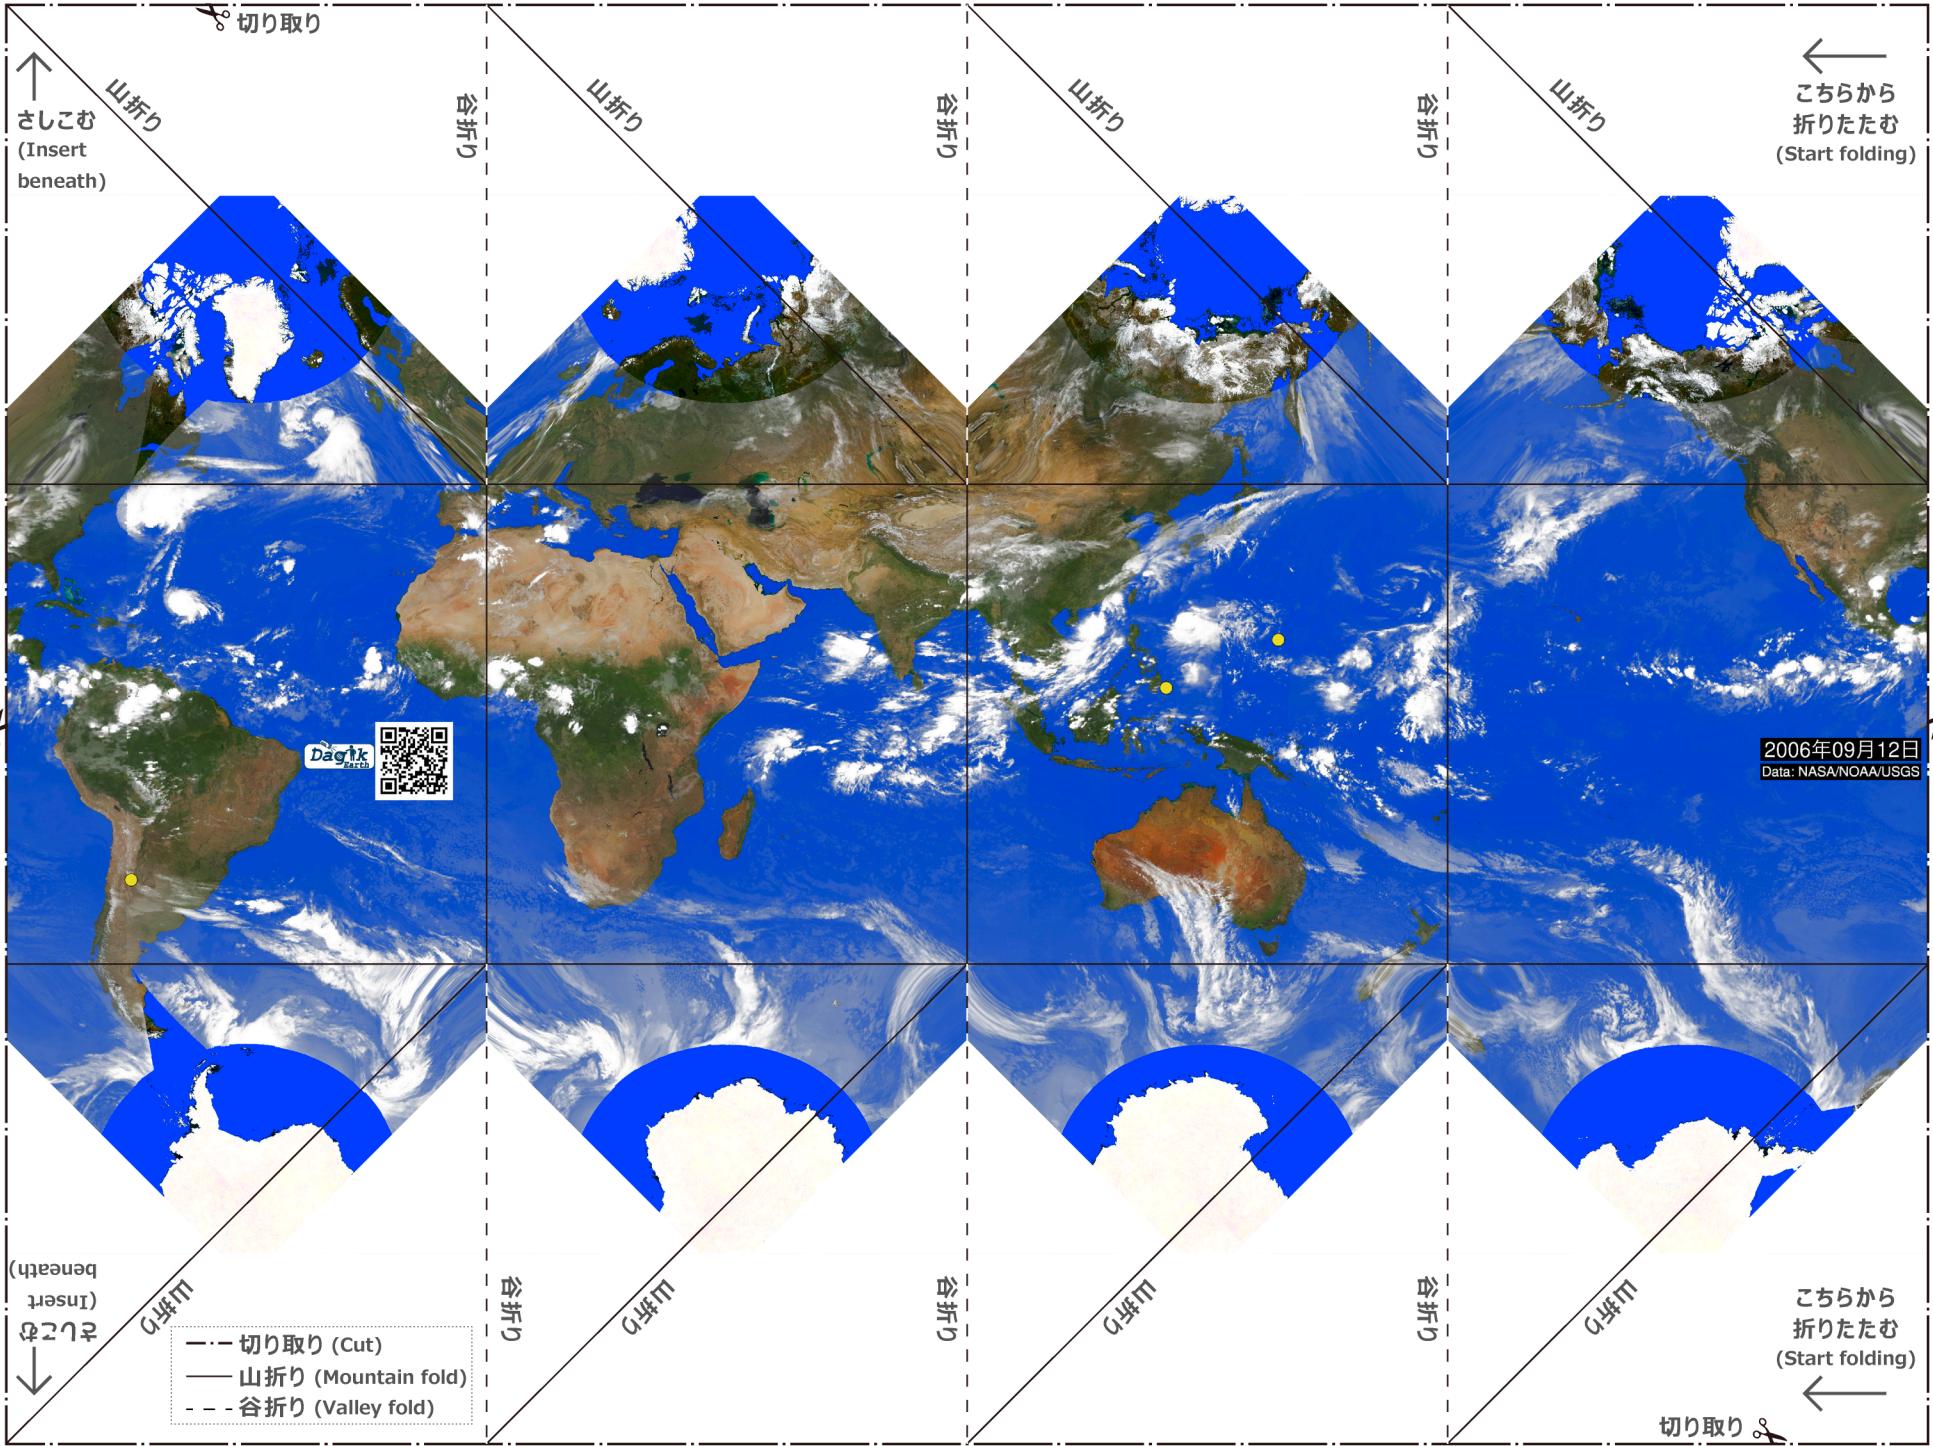 切り取り
山折り
谷折り
山折り
谷折り
山折り
谷折り
山折り
さしこむ
(Insert
beneath)
こちらから
折りたたむ
(Start folding)
Dagik
Earth
2006年09月12日
Data: NASA/NOAA/USGS
さしこむ
(Insert
beneath)
山折り
谷折り
山折り
谷折り
山折り
谷折り
山折り
こちらから
折りたたむ
(Start folding)
切り取り (Cut)
山折り (Mountain fold)
谷折り (Valley fold)
切り取り